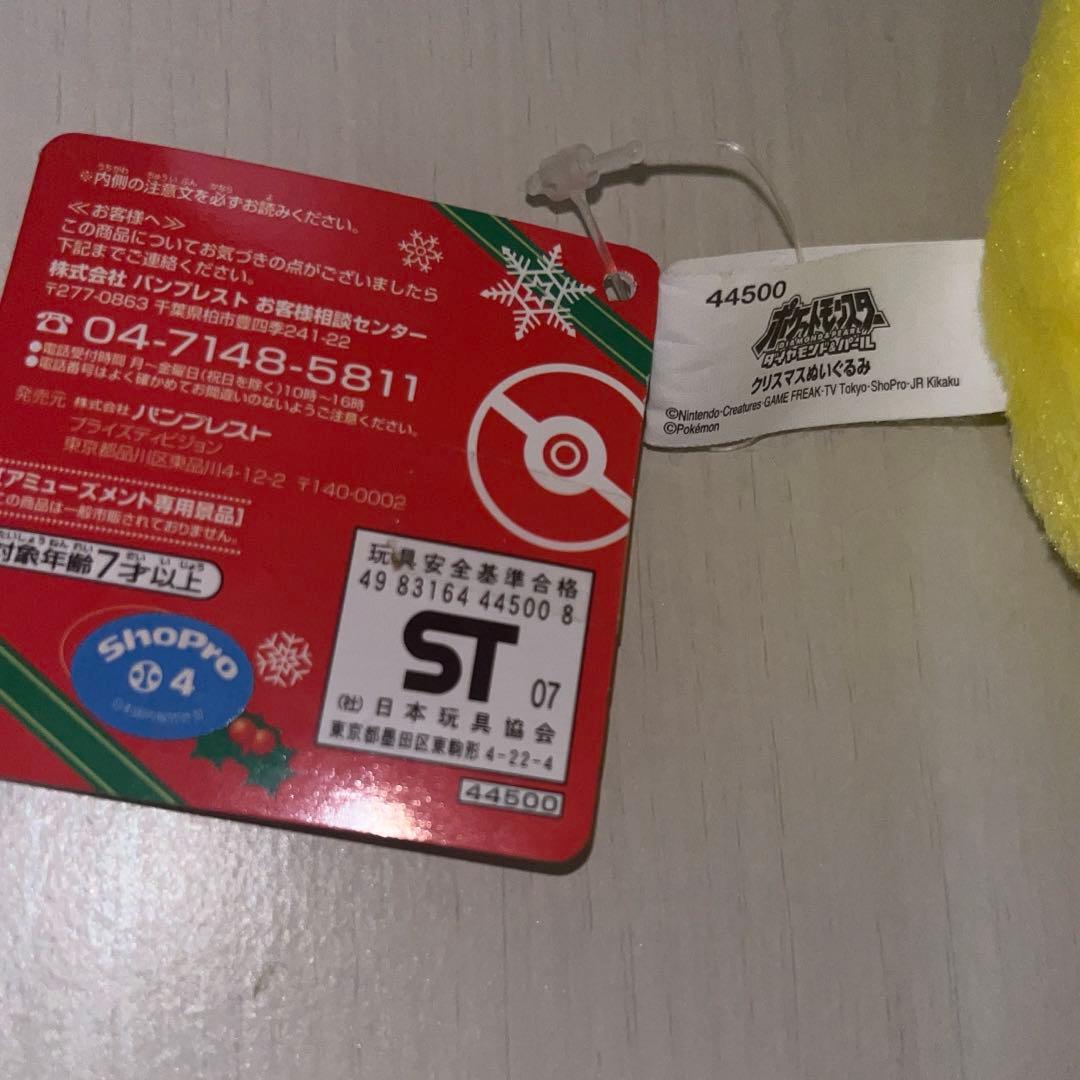 ※内側の注意文を必ずお読みください。
≪お客様へ≫
この商品についてお気づきの点がございましたら
下記までご連絡ください。
株式会社 バンプレスト お客様相談センター
〒277-0863 千葉県柏市豊四季241-22
☎ 04-7148-5811
●電話受付時間 月〜金曜日(祝日を除く)10時〜16時
●電話番号はよく確かめてお間違いのないようご注意ください。
発売元 株式会社 バンプレスト
プライズディビジョン
東京都品川区東品川4-12-2 〒140-0002
[アミューズメント専用景品]
この商品は一般市販されておりません。
対象年齢7才以上
ShoPro
4
玩具安全基準合格
49 83164 44500 8
ST 07
(社)日本玩具協会
東京都墨田区東駒形4-22-4
44500
44500
ポケットモンスター
DIAMOND & PEARL
ダイヤモンド&パール
クリスマスぬいぐるみ
©Nintendo・Creatures・GAME FREAK・TV Tokyo・ShoPro・JR Kikaku
©Pokémon